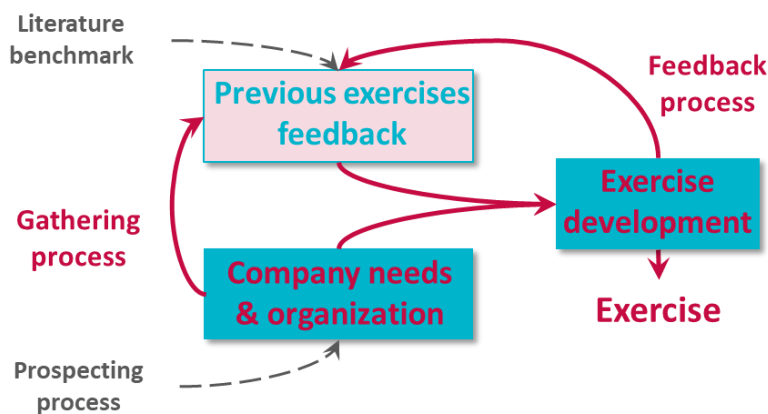 Literature
benchmark
Previous exercises
feedback
Feedback
process
Exercise
development
Gathering
process
Company needs
& organization
Exercise
Prospecting
process